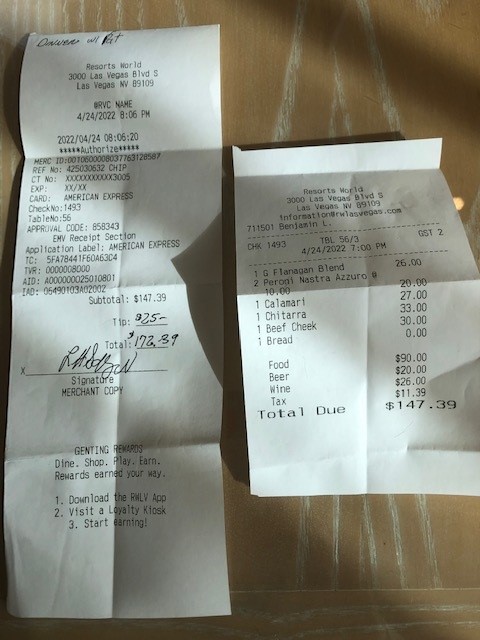 Dinner w/ Pat
Resorts World
3000 Las Vegas Blvd S
Las Vegas NV 89109
@RVC NAME
4/24/2022 8:06 PM
2022/04/24 08:06:20
*****Authorize*****
MERC ID:0010600008037763128587
REF No: 425030632 CHIP
CT No: XXXXXXXXXXX3005
EXP: XX/XX
CARD: AMERICAN EXPRESS
CheckNo:1493
TableNo:56
APPROVAL CODE: 858343
EMV Receipt Section
Application Label: AMERICAN EXPRESS
TC: 5FA78441F60A63C4
TVR: 0000008000
AID: A000000025010801
IAD: 06490103A02002
Subtotal: $147.39
Tip: $25-
Total: $172.39
X
Signature
MERCHANT COPY
GENTING REWARDS
Dine. Shop. Play. Earn.
Rewards earned your way.
1. Download the RWLV App
2. Visit a Loyalty Kiosk
3. Start earning!
Resorts World
3000 Las Vegas Blvd S
Las Vegas NV 89109
information@rwlasvegas.com
711501 Benjamin L.
CHK 1493 TBL 56/3 GST 2
4/24/2022 7:00 PM
1 G Flanagan Blend 26.00
2 Perogi Nastra Azzuro @
10.00 20.00
1 Calamari 27.00
1 Chitarra 33.00
1 Beef Cheek 30.00
1 Bread 0.00
Food $90.00
Beer $20.00
Wine $26.00
Tax $11.39
Total Due $147.39